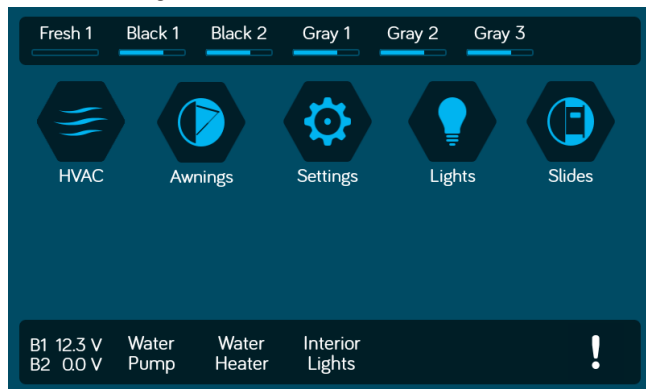 Fresh 1 Black 1 Black 2 Gray 1 Gray 2 Gray 3
HVAC Awnings Settings Lights Slides
B1 12.3 V Water Water Interior
B2 0.0 V Pump Heater Lights
!